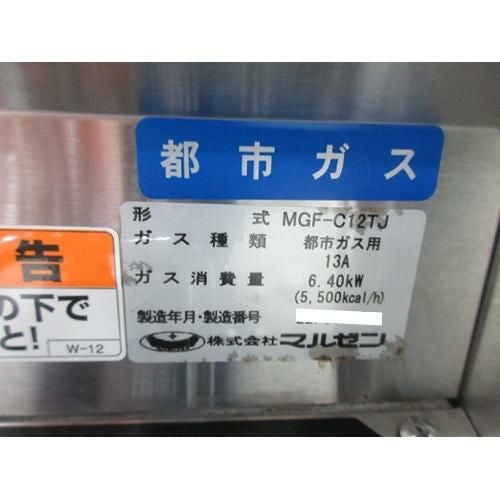 都市ガス
形式 MGF-C12TJ
ガス種類 都市ガス用
13A
ガス消費量 6.40kW
(5,500kcal/h)
製造年月・製造番号
株式会社マルゼン
告
の下で
と!
W-12